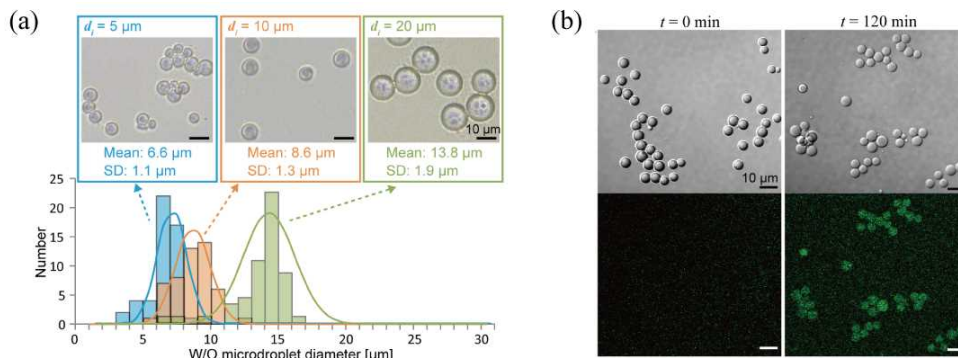 (a)
d_i = 5 μm
d_i = 10 μm
d_i = 20 μm
10 μm
Mean: 6.6 μm
SD: 1.1 μm
Mean: 8.6 μm
SD: 1.3 μm
Mean: 13.8 μm
SD: 1.9 μm
Number
25
20
15
10
5
0
0
5
10
15
20
25
30
W/O microdroplet diameter [μm]
(b)
t = 0 min
t = 120 min
10 μm